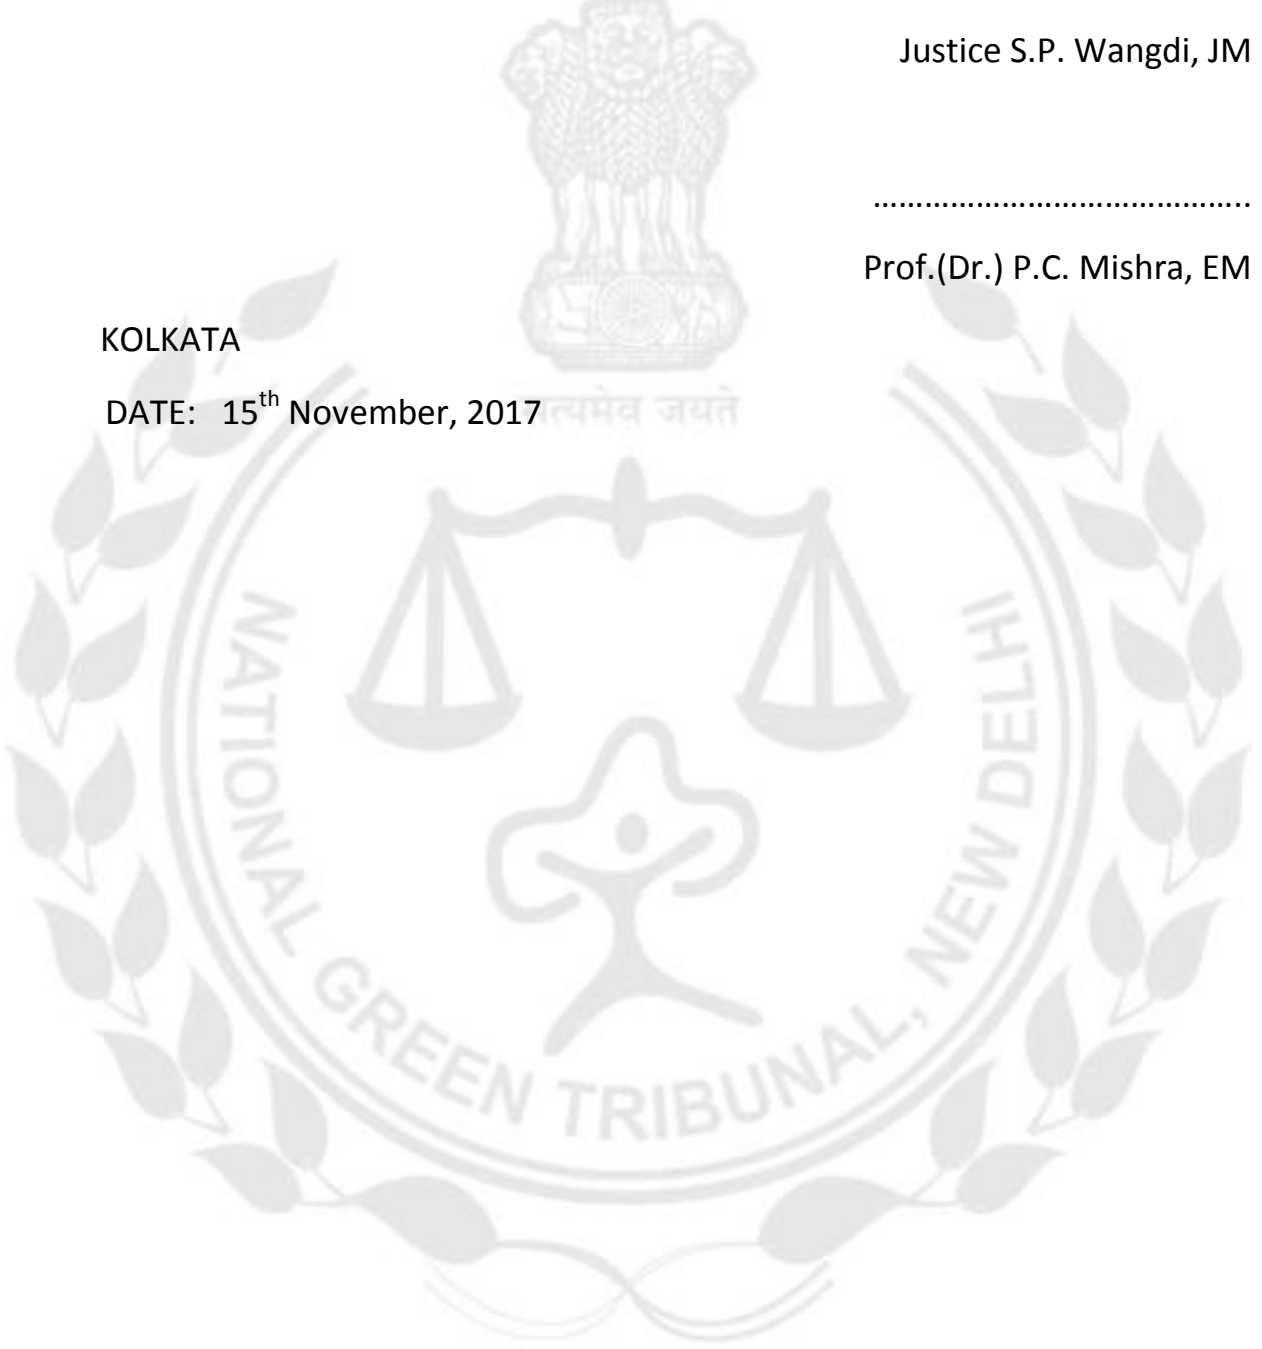 Justice S.P. Wangdi, JM
...........................................
Prof.(Dr.) P.C. Mishra, EM
KOLKATA
DATE: 15th November, 2017
सत्यमेव जयते
NATIONAL GREEN TRIBUNAL, NEW DELHI